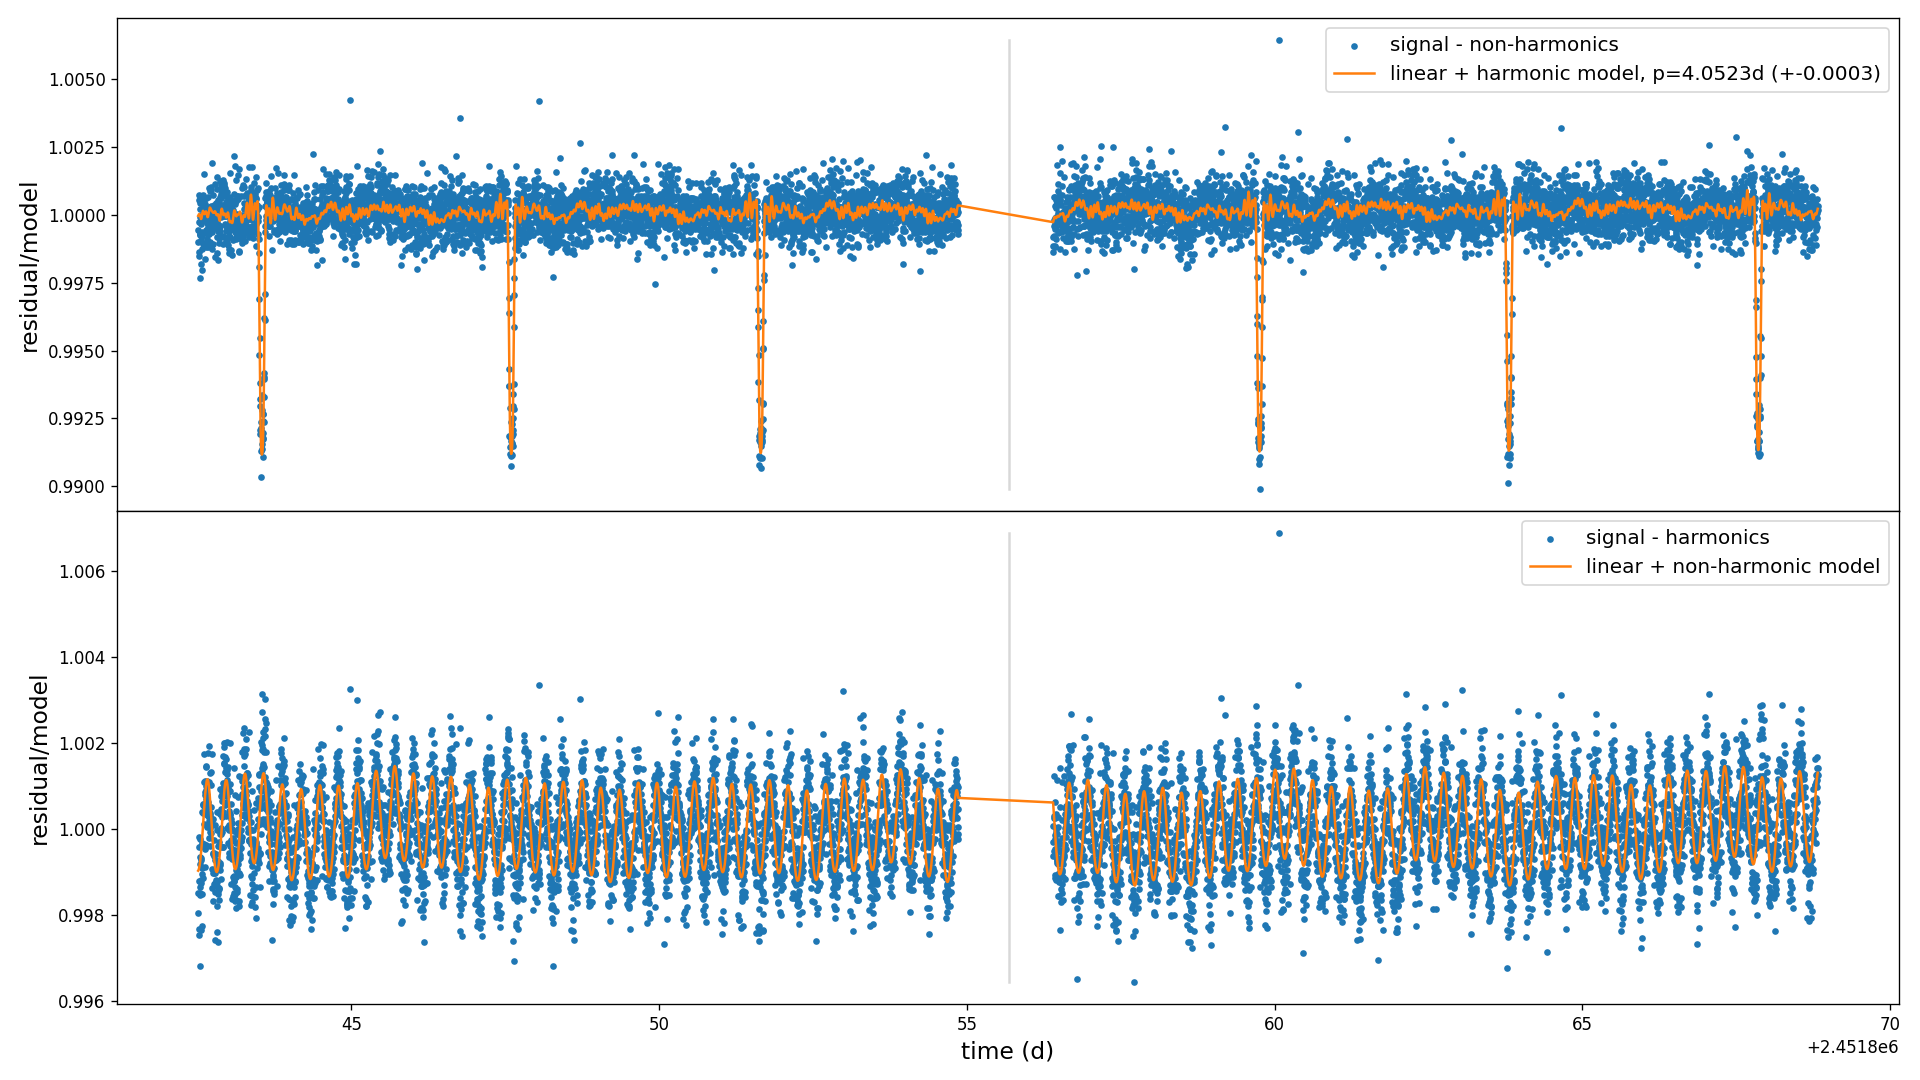 signal - non-harmonics
linear + harmonic model, p=4.0523d (+-0.0003)
residual/model
1.0050
1.0025
1.0000
0.9975
0.9950
0.9925
0.9900
signal - harmonics
linear + non-harmonic model
residual/model
1.006
1.004
1.002
1.000
0.998
0.996
45 50 55 60 65 70
time (d)
+2.4518e6